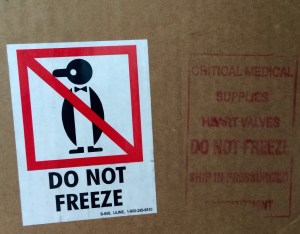 DO NOT
FREEZE
CRITICAL MEDICAL
SUPPLIES
HEART VALVES
DO NOT FREEZE